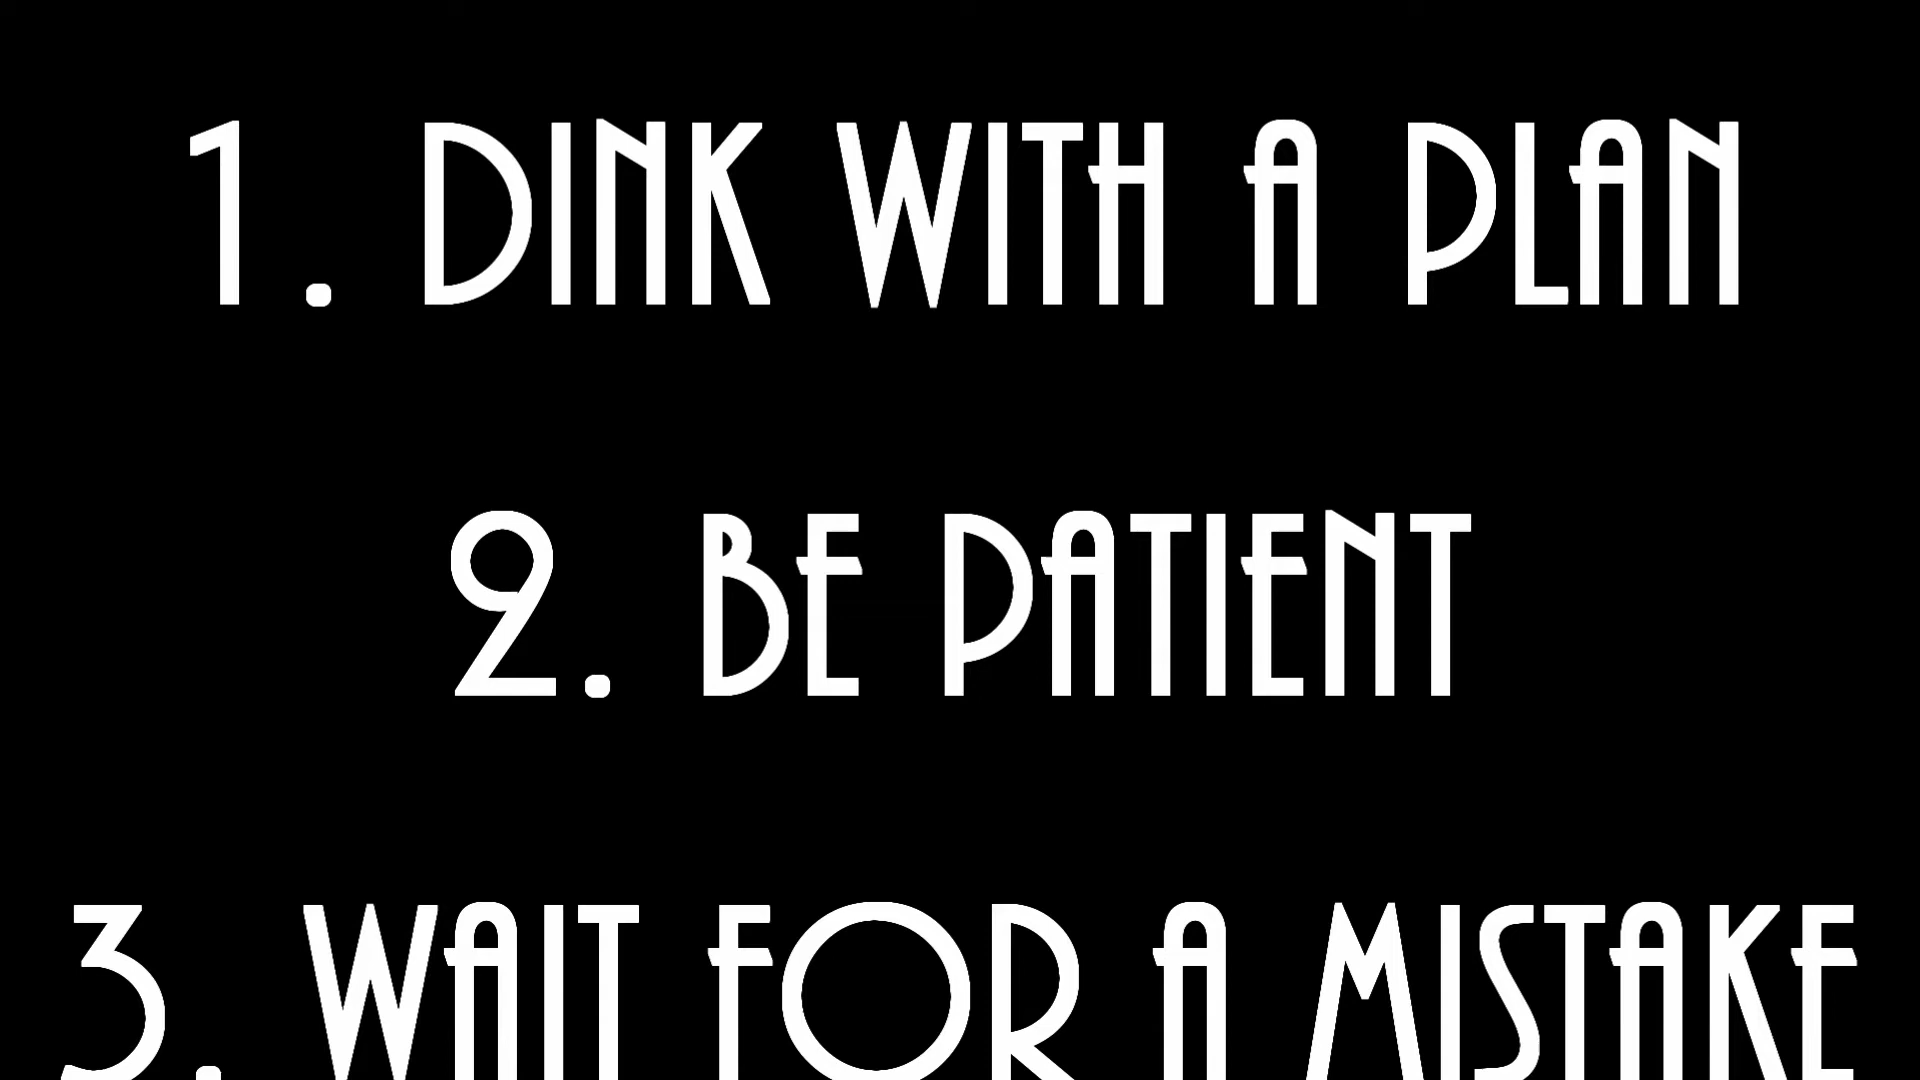 1. DINK WITH A PLAN
2. BE PATIENT
3. WAIT FOR A MISTAKE